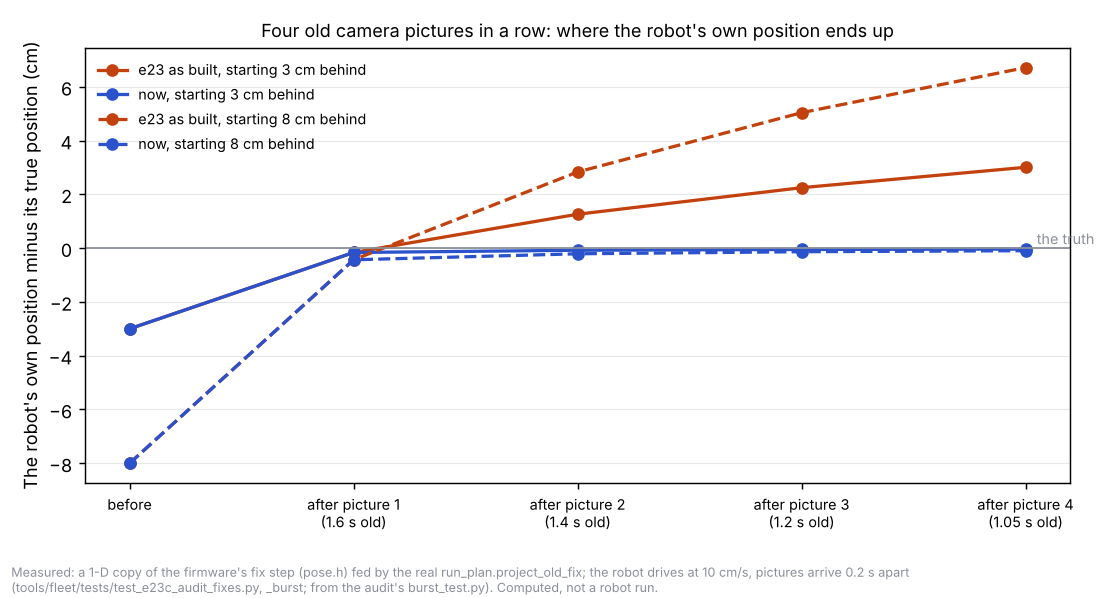 Four old camera pictures in a row: where the robot's own position ends up
The robot's own position minus its true position (cm)
e23 as built, starting 3 cm behind
now, starting 3 cm behind
e23 as built, starting 8 cm behind
now, starting 8 cm behind
6
4
2
0
−2
−4
−6
−8
the truth
before
after picture 1
(1.6 s old)
after picture 2
(1.4 s old)
after picture 3
(1.2 s old)
after picture 4
(1.05 s old)
Measured: a 1-D copy of the firmware's fix step (pose.h) fed by the real run_plan.project_old_fix; the robot drives at 10 cm/s, pictures arrive 0.2 s apart
(tools/fleet/tests/test_e23c_audit_fixes.py, _burst; from the audit's burst_test.py). Computed, not a robot run.